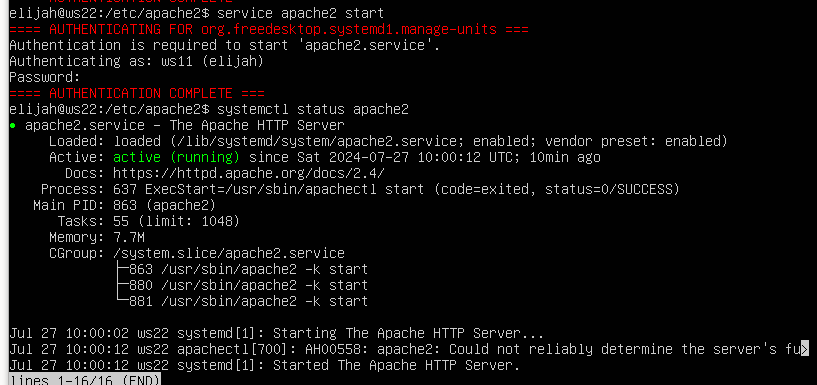 elijah@ws22:/etc/apache2$ service apache2 start
==== AUTHENTICATING FOR org.freedesktop.systemd1.manage-units ===
Authentication is required to start 'apache2.service'.
Authenticating as: ws11 (elijah)
Password:
==== AUTHENTICATION COMPLETE ===
elijah@ws22:/etc/apache2$ systemctl status apache2
● apache2.service - The Apache HTTP Server
     Loaded: loaded (/lib/systemd/system/apache2.service; enabled; vendor preset: enabled)
     Active: active (running) since Sat 2024-07-27 10:00:12 UTC; 10min ago
       Docs: https://httpd.apache.org/docs/2.4/
    Process: 637 ExecStart=/usr/sbin/apachectl start (code=exited, status=0/SUCCESS)
   Main PID: 863 (apache2)
      Tasks: 55 (limit: 1048)
     Memory: 7.7M
     CGroup: /system.slice/apache2.service
             ├─863 /usr/sbin/apache2 -k start
             ├─880 /usr/sbin/apache2 -k start
             └─881 /usr/sbin/apache2 -k start
Jul 27 10:00:02 ws22 systemd[1]: Starting The Apache HTTP Server...
Jul 27 10:00:12 ws22 apachectl[700]: AH00558: apache2: Could not reliably determine the server's fu>
Jul 27 10:00:12 ws22 systemd[1]: Started The Apache HTTP Server.
lines 1-16/16 (END)